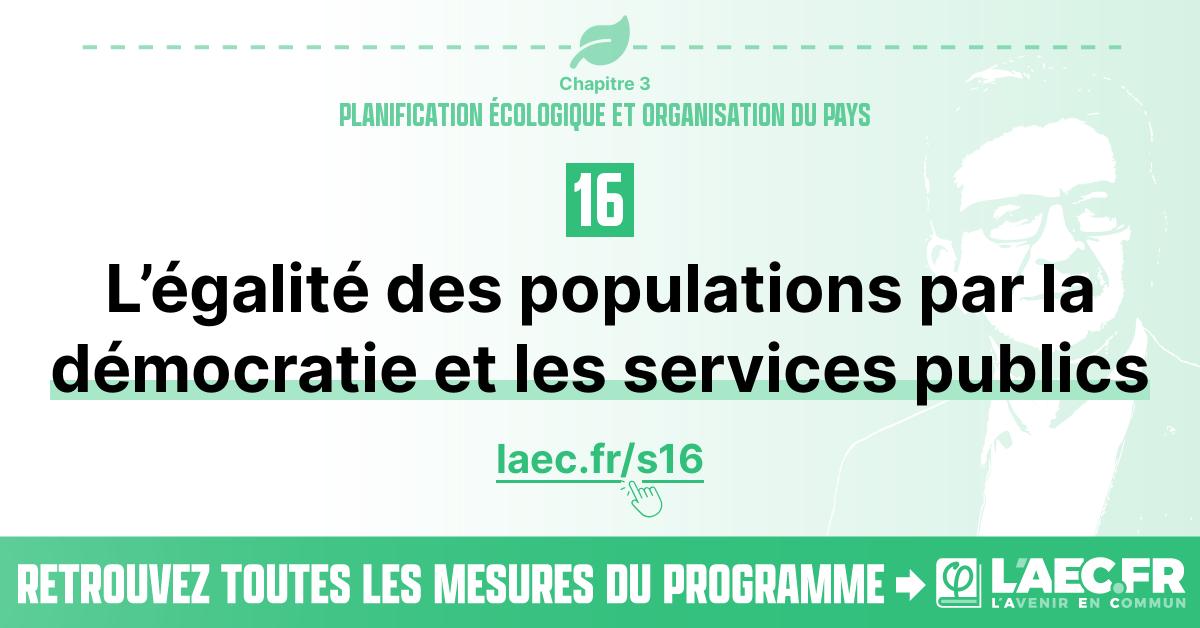 Chapitre 3
PLANIFICATION ÉCOLOGIQUE ET ORGANISATION DU PAYS
16
L’égalité des populations par la
démocratie et les services publics
laec.fr/s16
RETROUVEZ TOUTES LES MESURES DU PROGRAMME
φ L'AEC.FR
L'AVENIR EN COMMUN